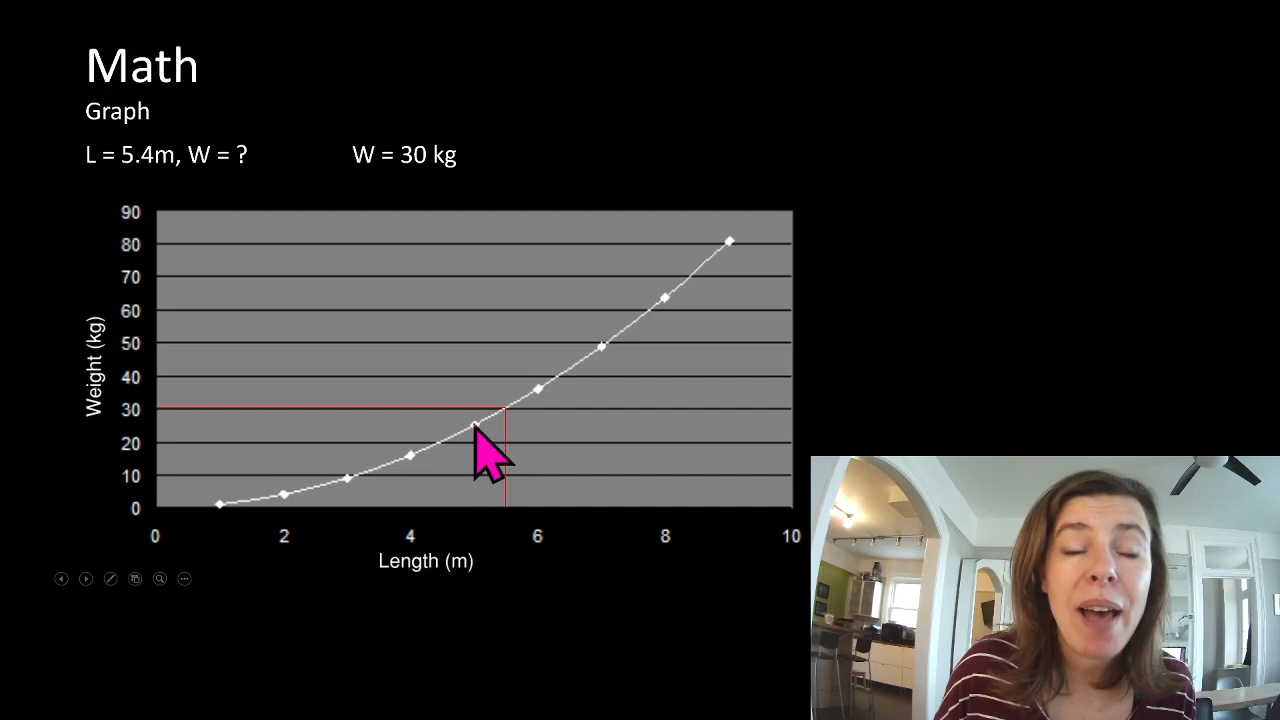 Math
Graph
L = 5.4m, W = ?
W = 30 kg
90
80
70
60
50
40
30
20
10
0
Weight (kg)
0 2 4 6 8 10
Length (m)